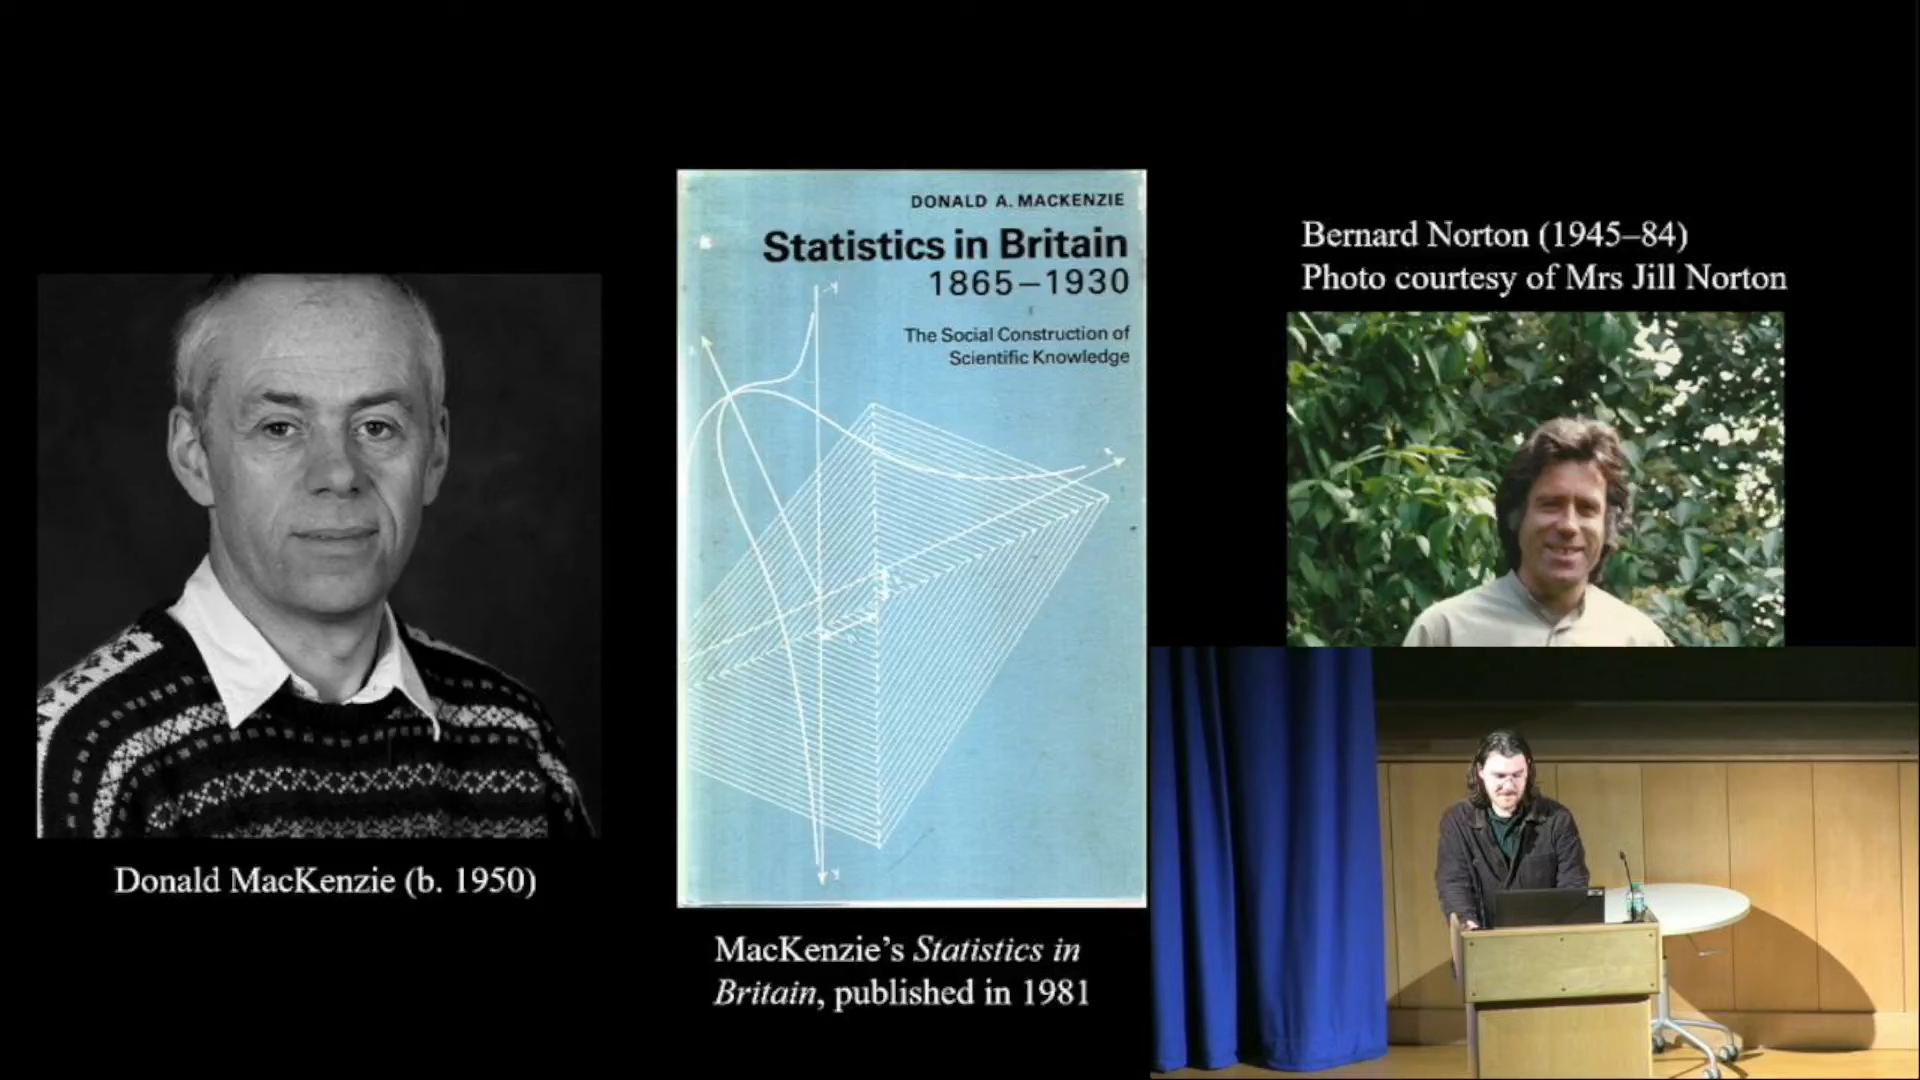 DONALD A. MACKENZIE
Statistics in Britain
1865–1930
The Social Construction of
Scientific Knowledge
Donald MacKenzie (b. 1950)
MacKenzie’s Statistics in
Britain, published in 1981
Bernard Norton (1945–84)
Photo courtesy of Mrs Jill Norton